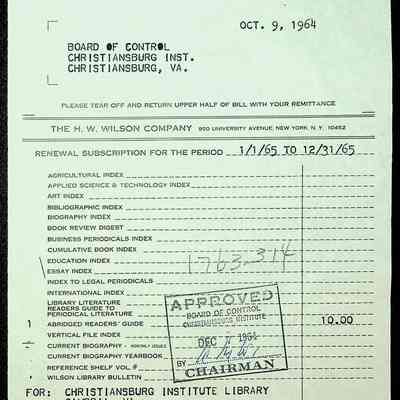 OCT. 9, 1964
BOARD OF CONTROL
CHRISTIANSBURG INST.
CHRISTIANSBURG, VA.
PLEASE TEAR OFF AND RETURN UPPER HALF OF BILL WITH YOUR REMITTANCE
THE H. W. WILSON COMPANY 950 UNIVERSITY AVENUE, NEW YORK, N. Y. 10452
RENEWAL SUBSCRIPTION FOR THE PERIOD 1/1/65 TO 12/31/65
AGRICULTURAL INDEX
APPLIED SCIENCE & TECHNOLOGY INDEX
ART INDEX
BIBLIOGRAPHIC INDEX
BIOGRAPHY INDEX
BOOK REVIEW DIGEST
BUSINESS PERIODICALS INDEX
CUMULATIVE BOOK INDEX
EDUCATION INDEX 1763.314
ESSAY INDEX
INDEX TO LEGAL PERIODICALS
INTERNATIONAL INDEX
LIBRARY LITERATURE
READERS GUIDE TO
PERIODICAL LITERATURE
1 ABRIDGED READERS' GUIDE 10.00
VERTICAL FILE INDEX
CURRENT BIOGRAPHY - MONTHLY ISSUES
CURRENT BIOGRAPHY YEARBOOK
REFERENCE SHELF VOL #
WILSON LIBRARY BULLETIN
APPROVED
BOARD OF CONTROL
CHRISTIANSBURG INSTITUTE
DEC 1964
BY
CHAIRMAN
FOR: CHRISTIANSBURG INSTITUTE LIBRARY